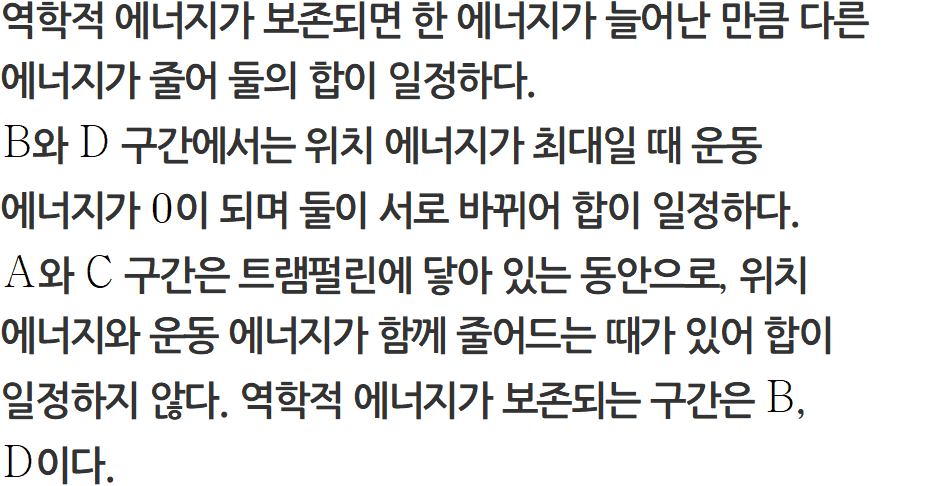 역학적 에너지가 보존되면 한 에너지가 늘어난 만큼 다른
에너지가 줄어 둘의 합이 일정하다.
B와 D 구간에서는 위치 에너지가 최대일 때 운동
에너지가 0이 되며 둘이 서로 바뀌어 합이 일정하다.
A와 C 구간은 트램펄린에 닿아 있는 동안으로, 위치
에너지와 운동 에너지가 함께 줄어드는 때가 있어 합이
일정하지 않다. 역학적 에너지가 보존되는 구간은 B,
D이다.